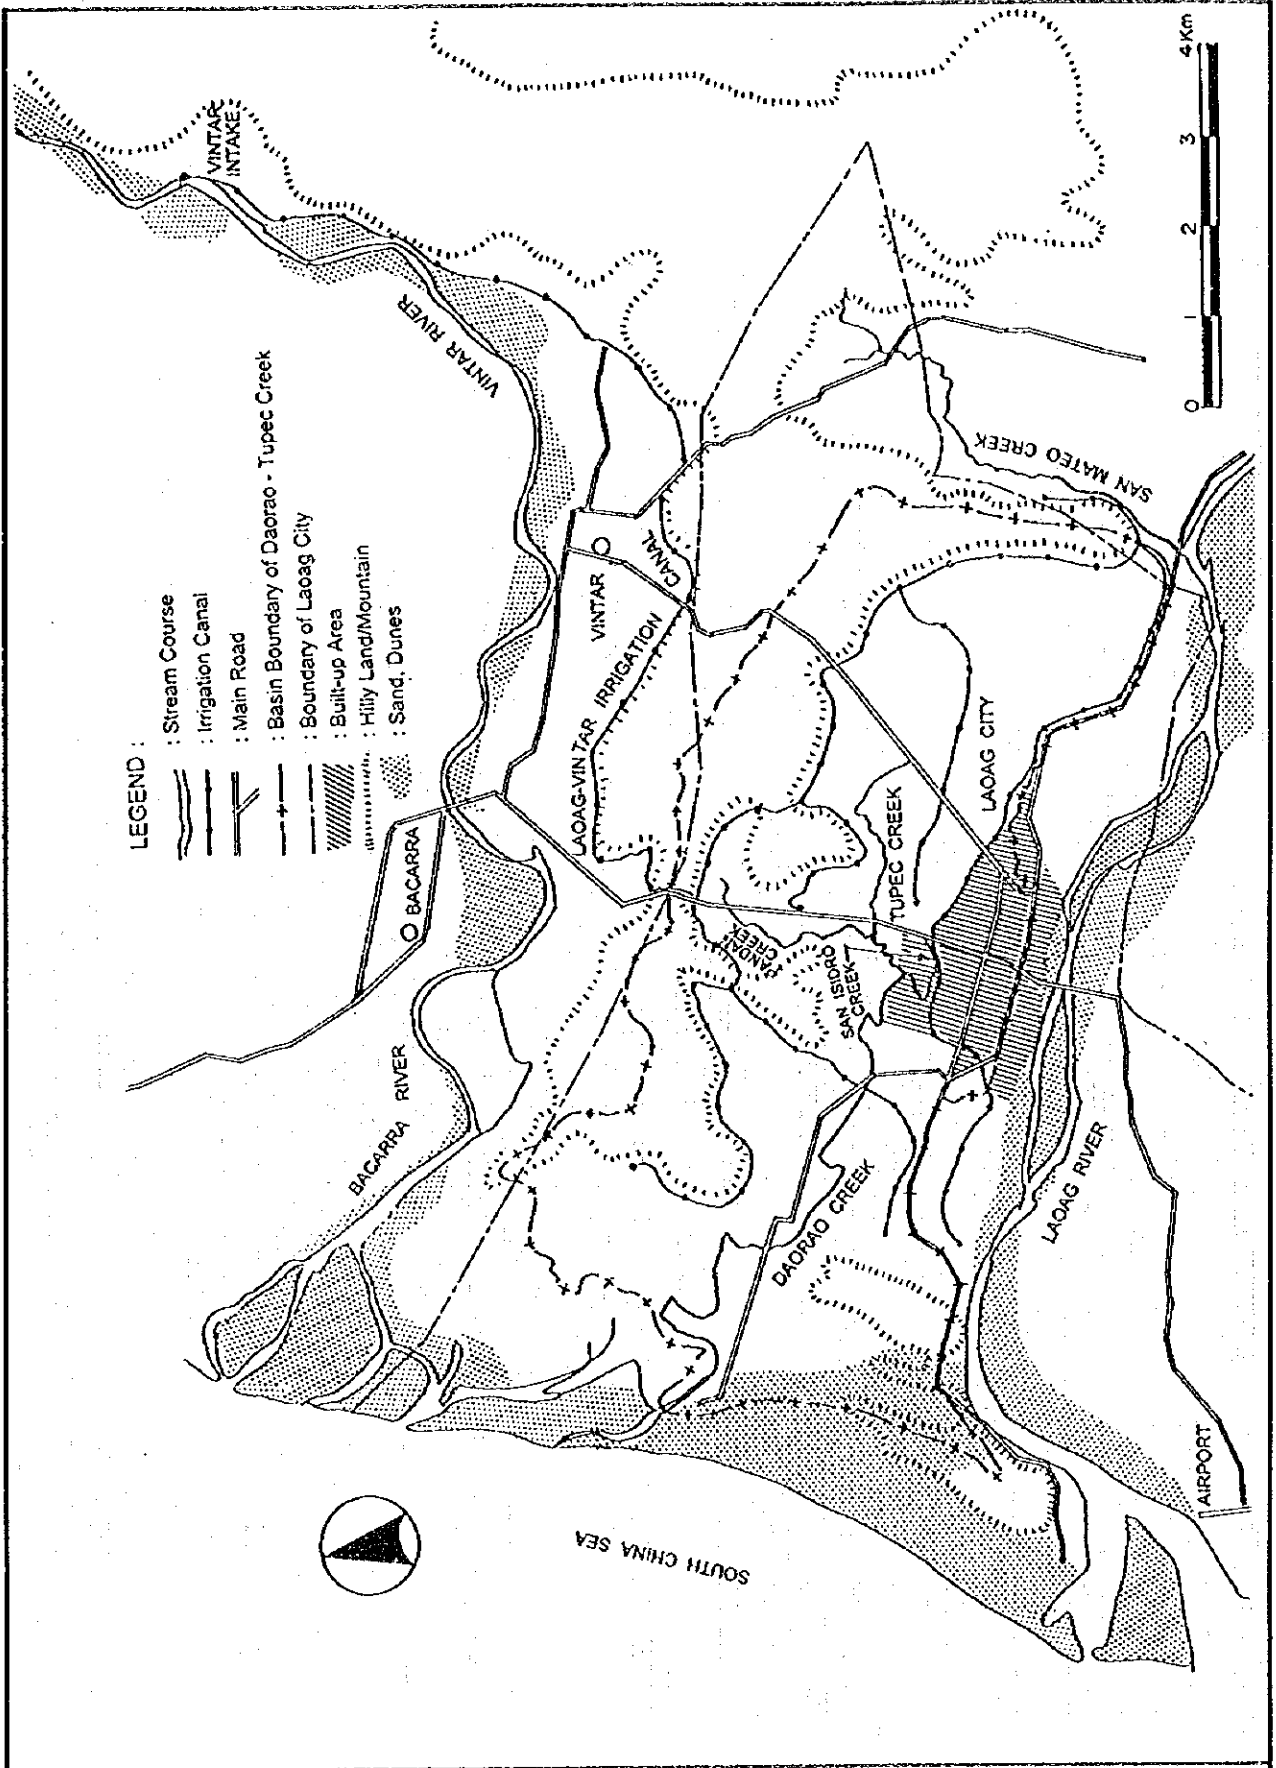 LEGEND :
: Stream Course
: Irrigation Canal
: Main Road
: Basin Boundary of Daorao - Tupec Creek
: Boundary of Laoag City
: Built-up Area
: Hilly Land/Mountain
: Sand, Dunes
VINTAR
INTAKE
VINTAR RIVER
BACARRA
BACARRA RIVER
VINTAR
LAOAG-VINTAR IRRIGATION CANAL
SAN MATEO CREEK
LAOAG CITY
TUPEC CREEK
CREEK
SAN ISIDRO
CREEK
DAORAO CREEK
LAOAG RIVER
AIRPORT
SOUTH CHINA SEA
0 1 2 3 4 Km